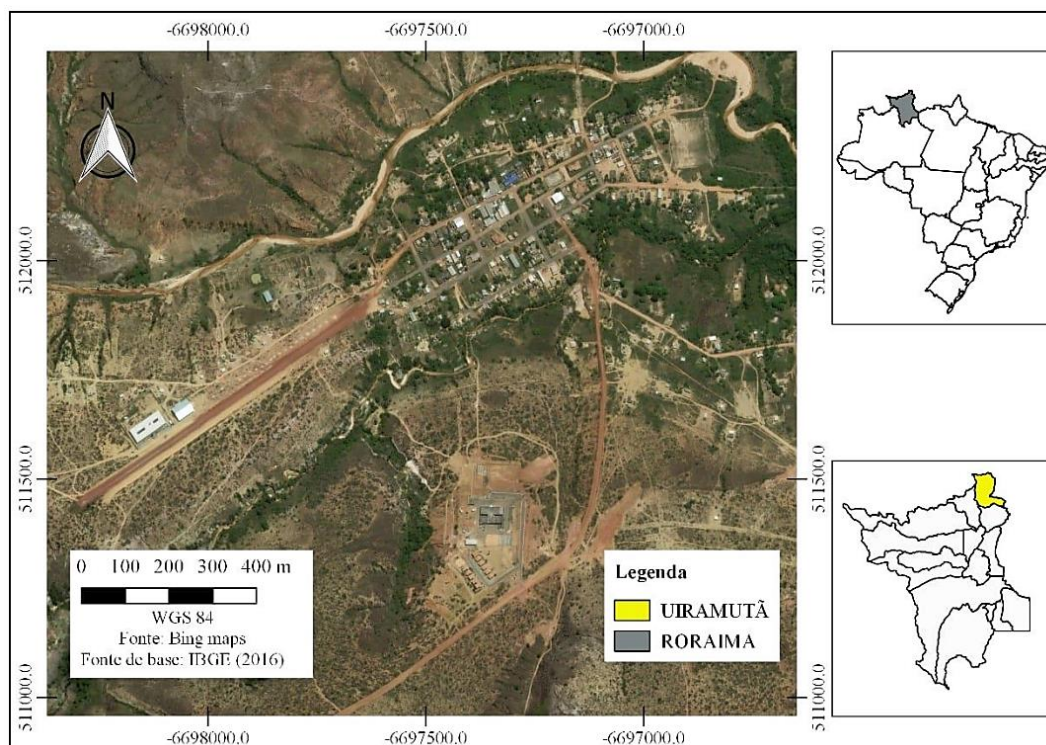 -6698000.0 -6697500.0 -6697000.0
N
512000.0 512000.0
511500.0 511500.0
0 100 200 300 400 m
WGS 84
Fonte: Bing maps
Fonte de base: IBGE (2016)
Legenda
UIRAMUTÃ
RORAIMA
511000.0 511000.0
-6698000.0 -6697500.0 -6697000.0